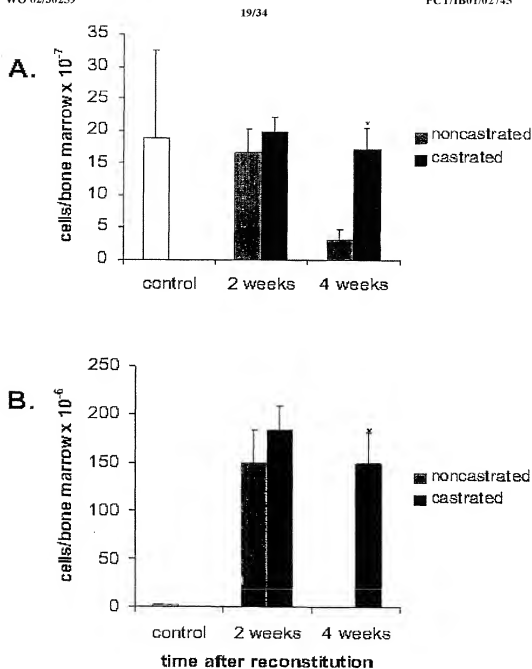 19/34
A.
cells/bone marrow x 10⁻⁷
35
30
25
20
15
10
5
0
control 2 weeks 4 weeks
*
noncastrated
castrated
B.
cells/bone marrow x 10⁻⁶
250
200
150
100
50
0
control 2 weeks 4 weeks
*
noncastrated
castrated
time after reconstitution